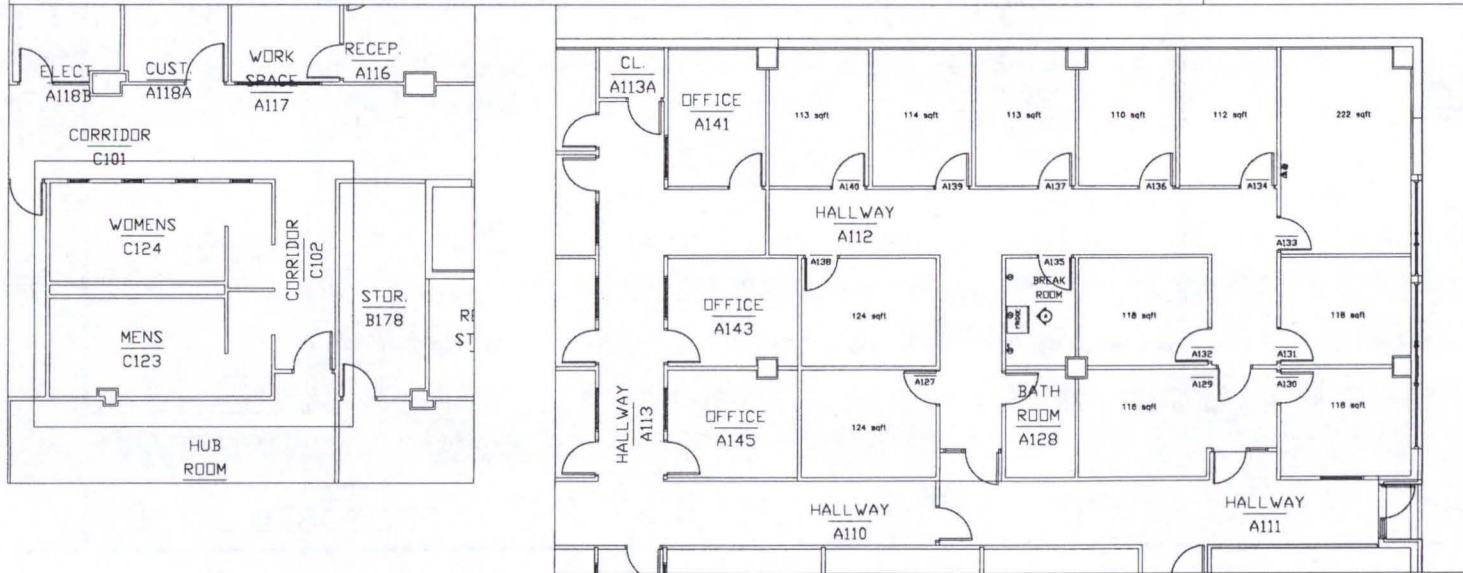 ELECT.
A118B
CUST.
A118A
WORK
SPACE
A117
RECEP.
A116
CORRIDOR
C101
WOMENS
C124
CORRIDOR
C102
MENS
C123
STOR.
B178
HUB
ROOM
CL.
A113A
OFFICE
A141
113 sqft
114 sqft
113 sqft
110 sqft
112 sqft
222 sqft
A140
A139
A137
A136
A134
HALLWAY
A112
A133
A138
A135
OFFICE
A143
124 sqft
BREAK
ROOM
FRIDGE
118 sqft
118 sqft
A132
A131
HALLWAY
A113
OFFICE
A145
124 sqft
A127
BATH
ROOM
A128
116 sqft
A129
A130
116 sqft
HALLWAY
A110
HALLWAY
A111